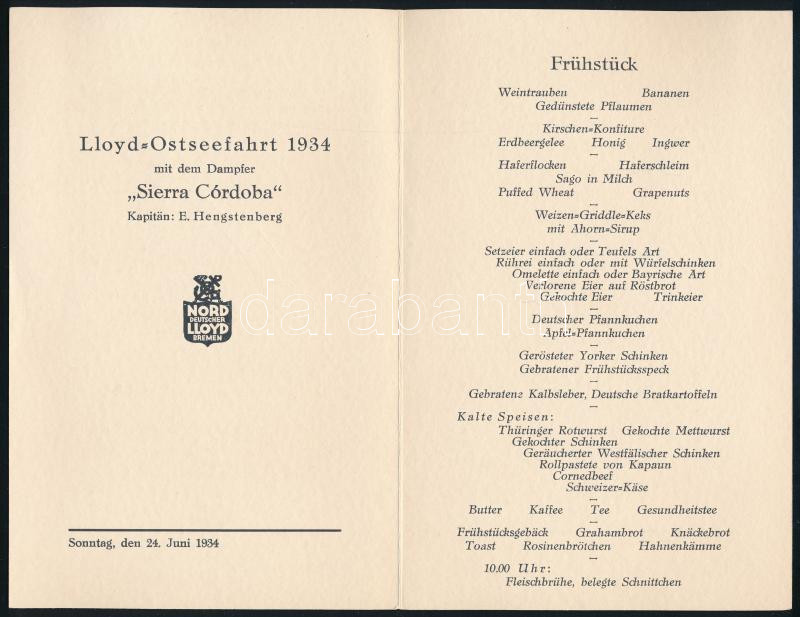 Lloyd=Ostseefahrt 1934
mit dem Dampfer
„Sierra Córdoba“
Kapitän: E. Hengstenberg
NORD
DEUTSCHER
LLOYD
BREMEN
Sonntag, den 24. Juni 1934
Frühstück
Weintrauben Bananen
Gedünstete Pflaumen
Kirschen=Konfiture
Erdbeergelee Honig Ingwer
Haferflocken Haferschleim
Sago in Milch
Puffed Wheat Grapenuts
Weizen=Griddle=Keks
mit Ahorn=Sirup
Setzeier einfach oder Teufels Art
Rührei einfach oder mit Würfelschinken
Omelette einfach oder Bayrische Art
Verlorene Eier auf Röstbrot
Gekochte Eier Trinkeier
Deutscher Pfannkuchen
Apfel=Pfannkuchen
Gerösteter Yorker Schinken
Gebratener Frühstücksspeck
Gebratene Kalbsleber, Deutsche Bratkartoffeln
Kalte Speisen:
Thüringer Rotwurst Gekochte Mettwurst
Gekochter Schinken
Geräucherter Westfälischer Schinken
Rollpastete von Kapaun
Cornedbeef
Schweizer=Käse
Butter Kaffee Tee Gesundheitstee
Frühstücksgebäck Grahambrot Knäckebrot
Toast Rosinenbrötchen Hahnenkämme
10.00 Uhr:
Fleischbrühe, belegte Schnittchen
darabanth